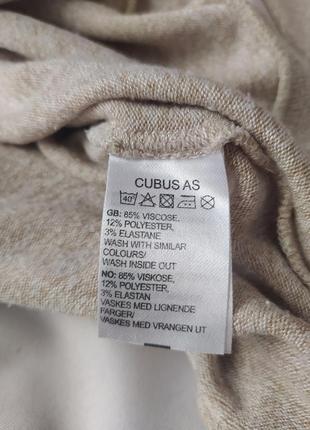 CUBUS AS
40°
GB: 85% VISCOSE,
12% POLYESTER,
3% ELASTANE
WASH WITH SIMILAR
COLOURS/
WASH INSIDE OUT
NO: 85% VISKOSE,
12% POLYESTER,
3% ELASTAN
VASKES MED LIGNENDE
FARGER/
VASKES MED VRANGEN UT